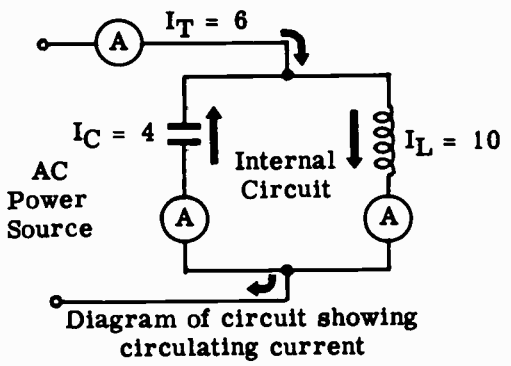 I_T = 6
A
I_C = 4
I_L = 10
Internal
Circuit
AC
Power
Source
A
A
Diagram of circuit showing
circulating current